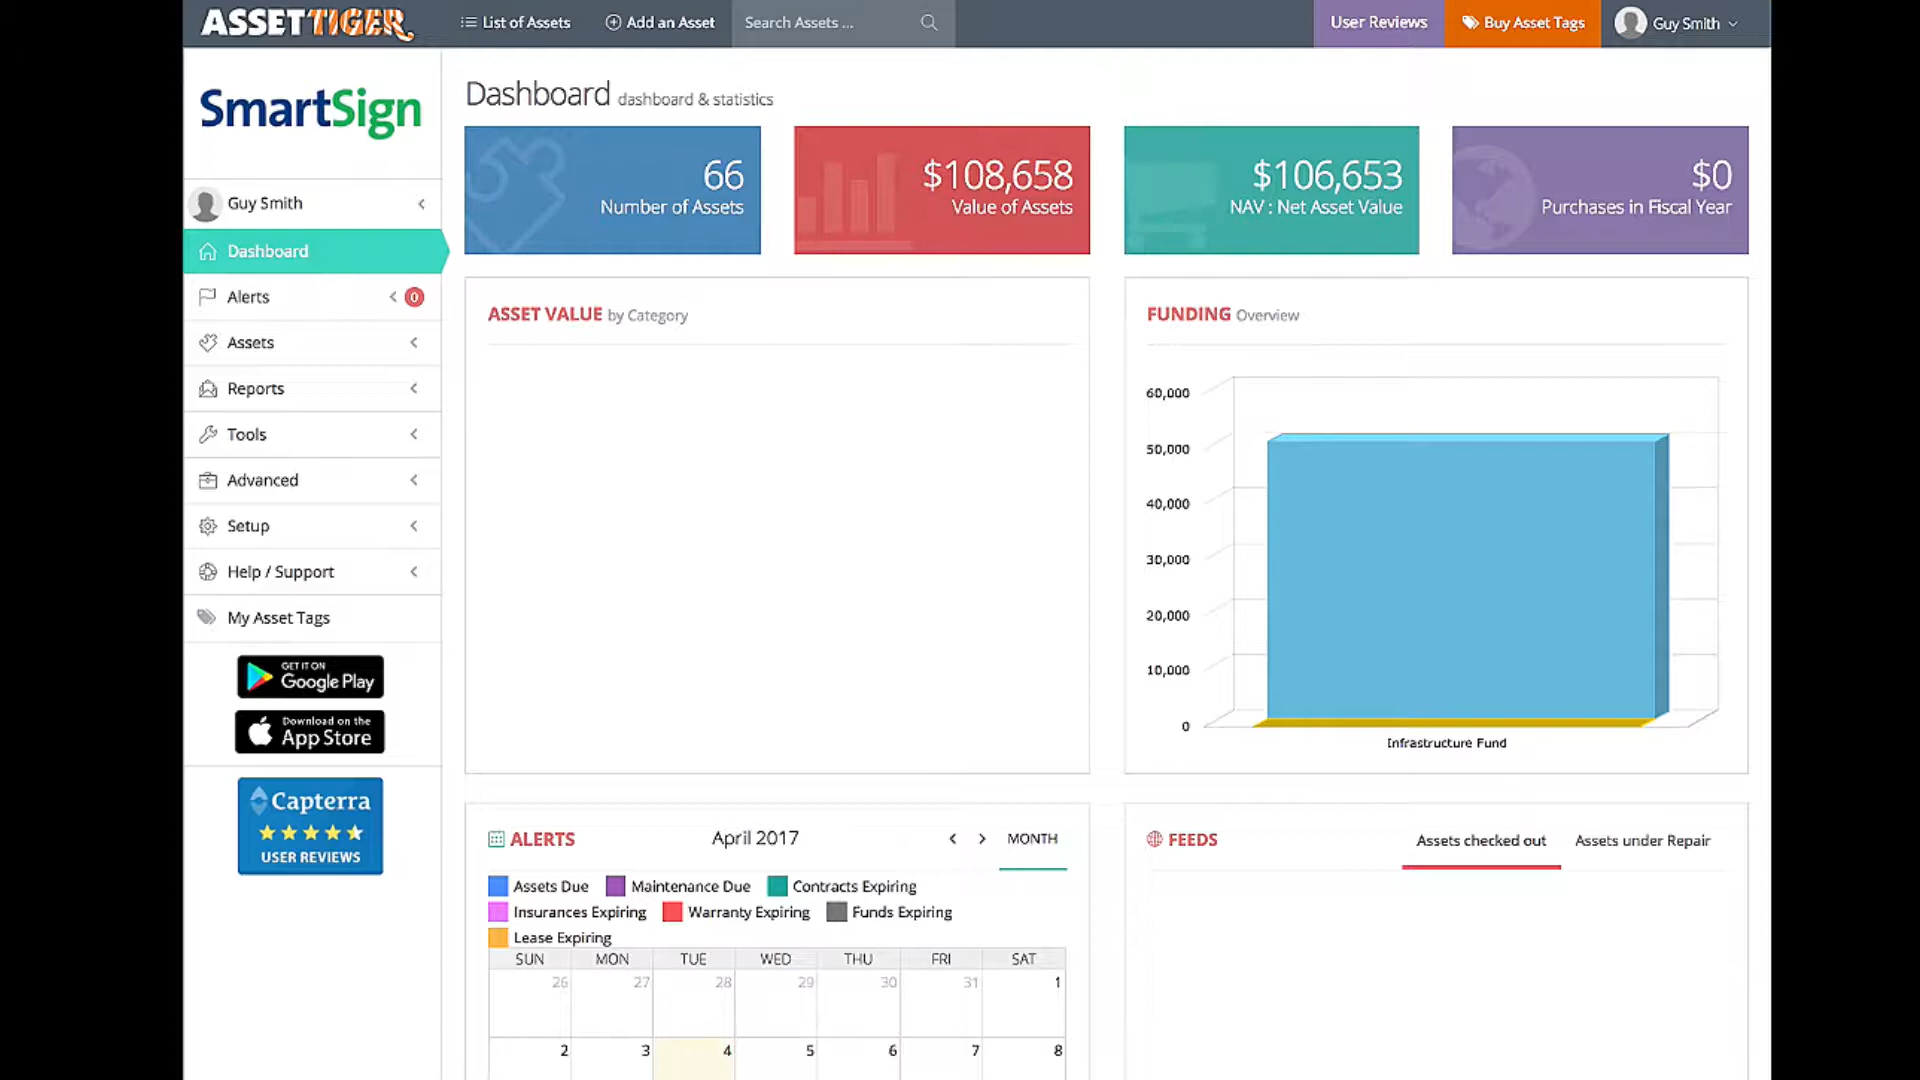 ASSETTIGER
List of Assets
Add an Asset
Search Assets ...
User Reviews
Buy Asset Tags
Guy Smith
SmartSign
Guy Smith
Dashboard
Alerts
0
Assets
Reports
Tools
Advanced
Setup
Help / Support
My Asset Tags
GET IT ON
Google Play
Download on the
App Store
Capterra
USER REVIEWS
Dashboard dashboard & statistics
66
Number of Assets
$108,658
Value of Assets
$106,653
NAV : Net Asset Value
$0
Purchases in Fiscal Year
ASSET VALUE by Category
FUNDING Overview
60,000
50,000
40,000
30,000
20,000
10,000
0
Infrastructure Fund
ALERTS
April 2017
MONTH
Assets Due Maintenance Due Contracts Expiring
Insurances Expiring Warranty Expiring Funds Expiring
Lease Expiring
SUN MON TUE WED THU FRI SAT
26 27 28 29 30 31 1
2 3 4 5 6 7 8
FEEDS
Assets checked out
Assets under Repair